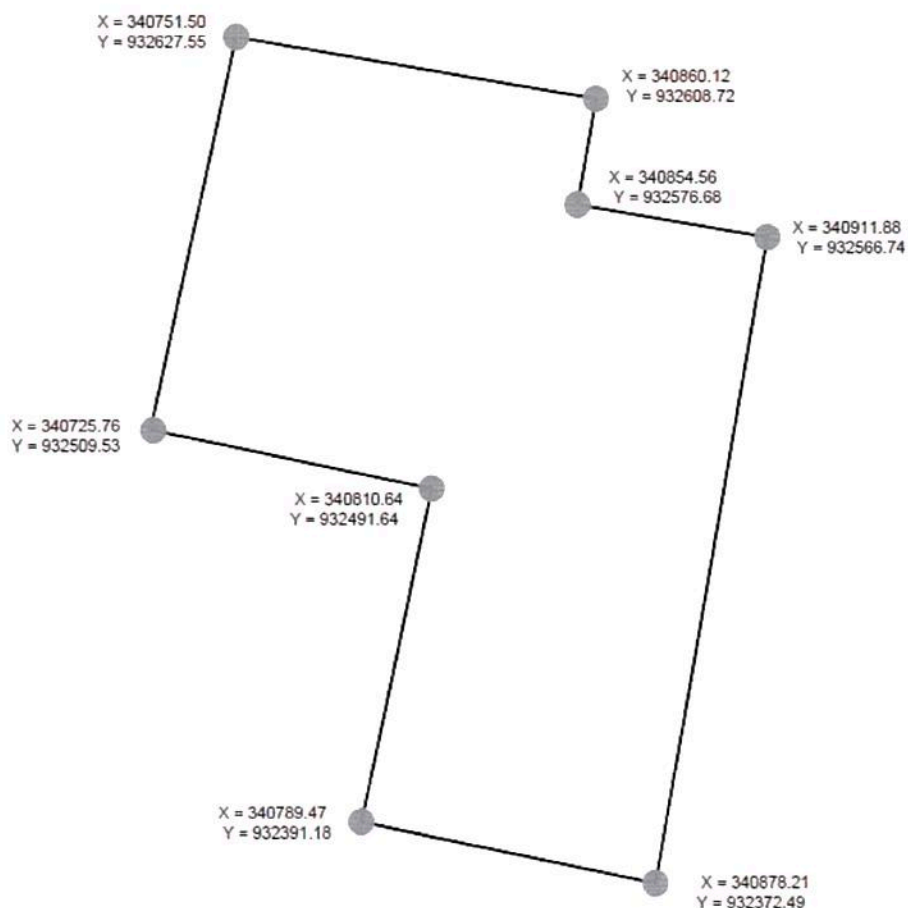 X = 340751.50
Y = 932627.55
X = 340860.12
Y = 932608.72
X = 340854.56
Y = 932576.68
X = 340911.88
Y = 932566.74
X = 340725.76
Y = 932509.53
X = 340810.64
Y = 932491.64
X = 340789.47
Y = 932391.18
X = 340878.21
Y = 932372.49